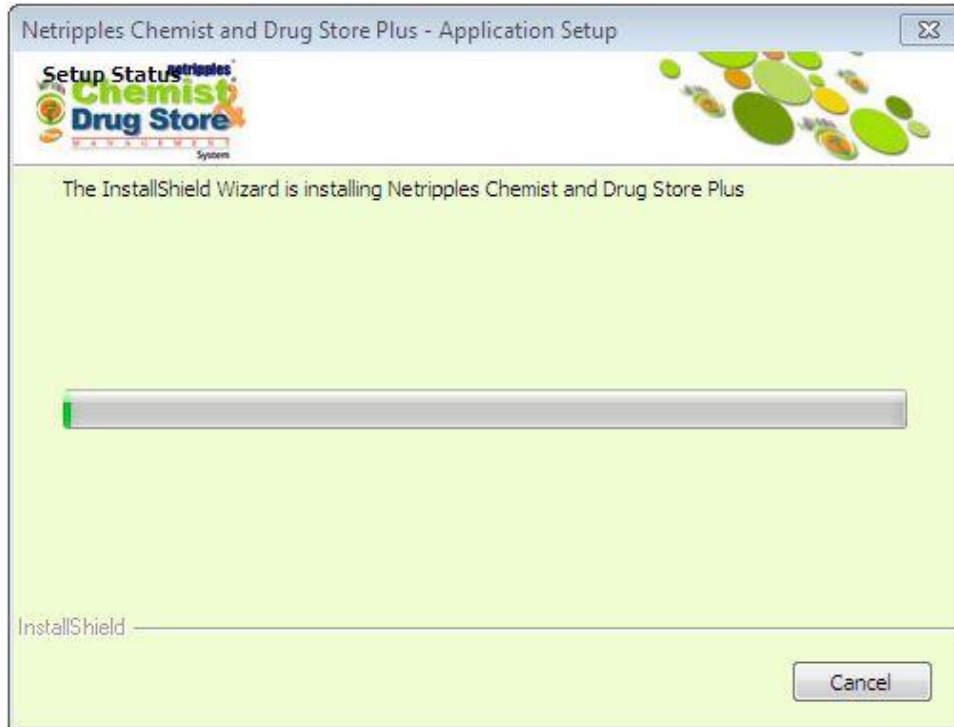 Netripples Chemist and Drug Store Plus - Application Setup
Setup Status
netripples
Chemist &
Drug Store
MANAGEMENT
System
The InstallShield Wizard is installing Netripples Chemist and Drug Store Plus
InstallShield
Cancel